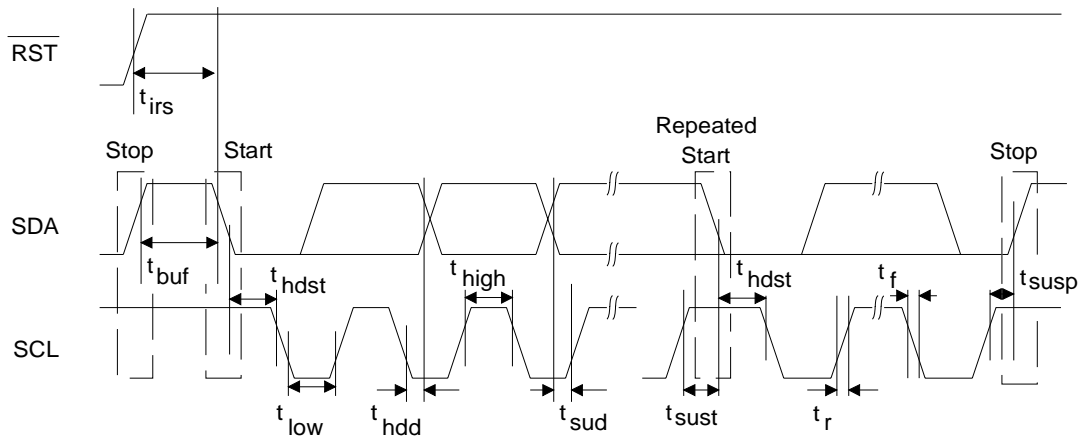 RST
t irs
Repeated
Stop Start Start Stop
SDA
t buf t hdst t high t hdst t f t susp
SCL
t low t hdd t sud t sust t r